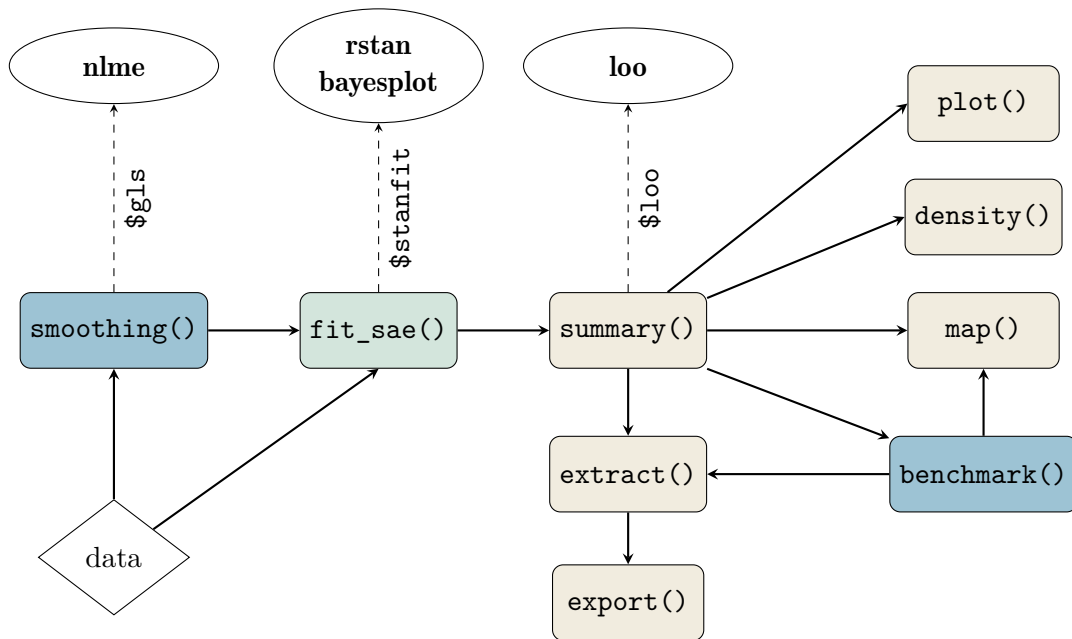 nlme
rstan
bayesplot
loo
plot()
$gls
$stanfit
$loo
density()
smoothing()
fit_sae()
summary()
map()
extract()
benchmark()
data
export()